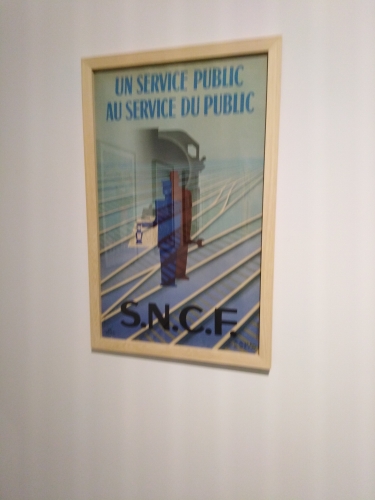 UN SERVICE PUBLIC
AU SERVICE DU PUBLIC
S.N.C.F.